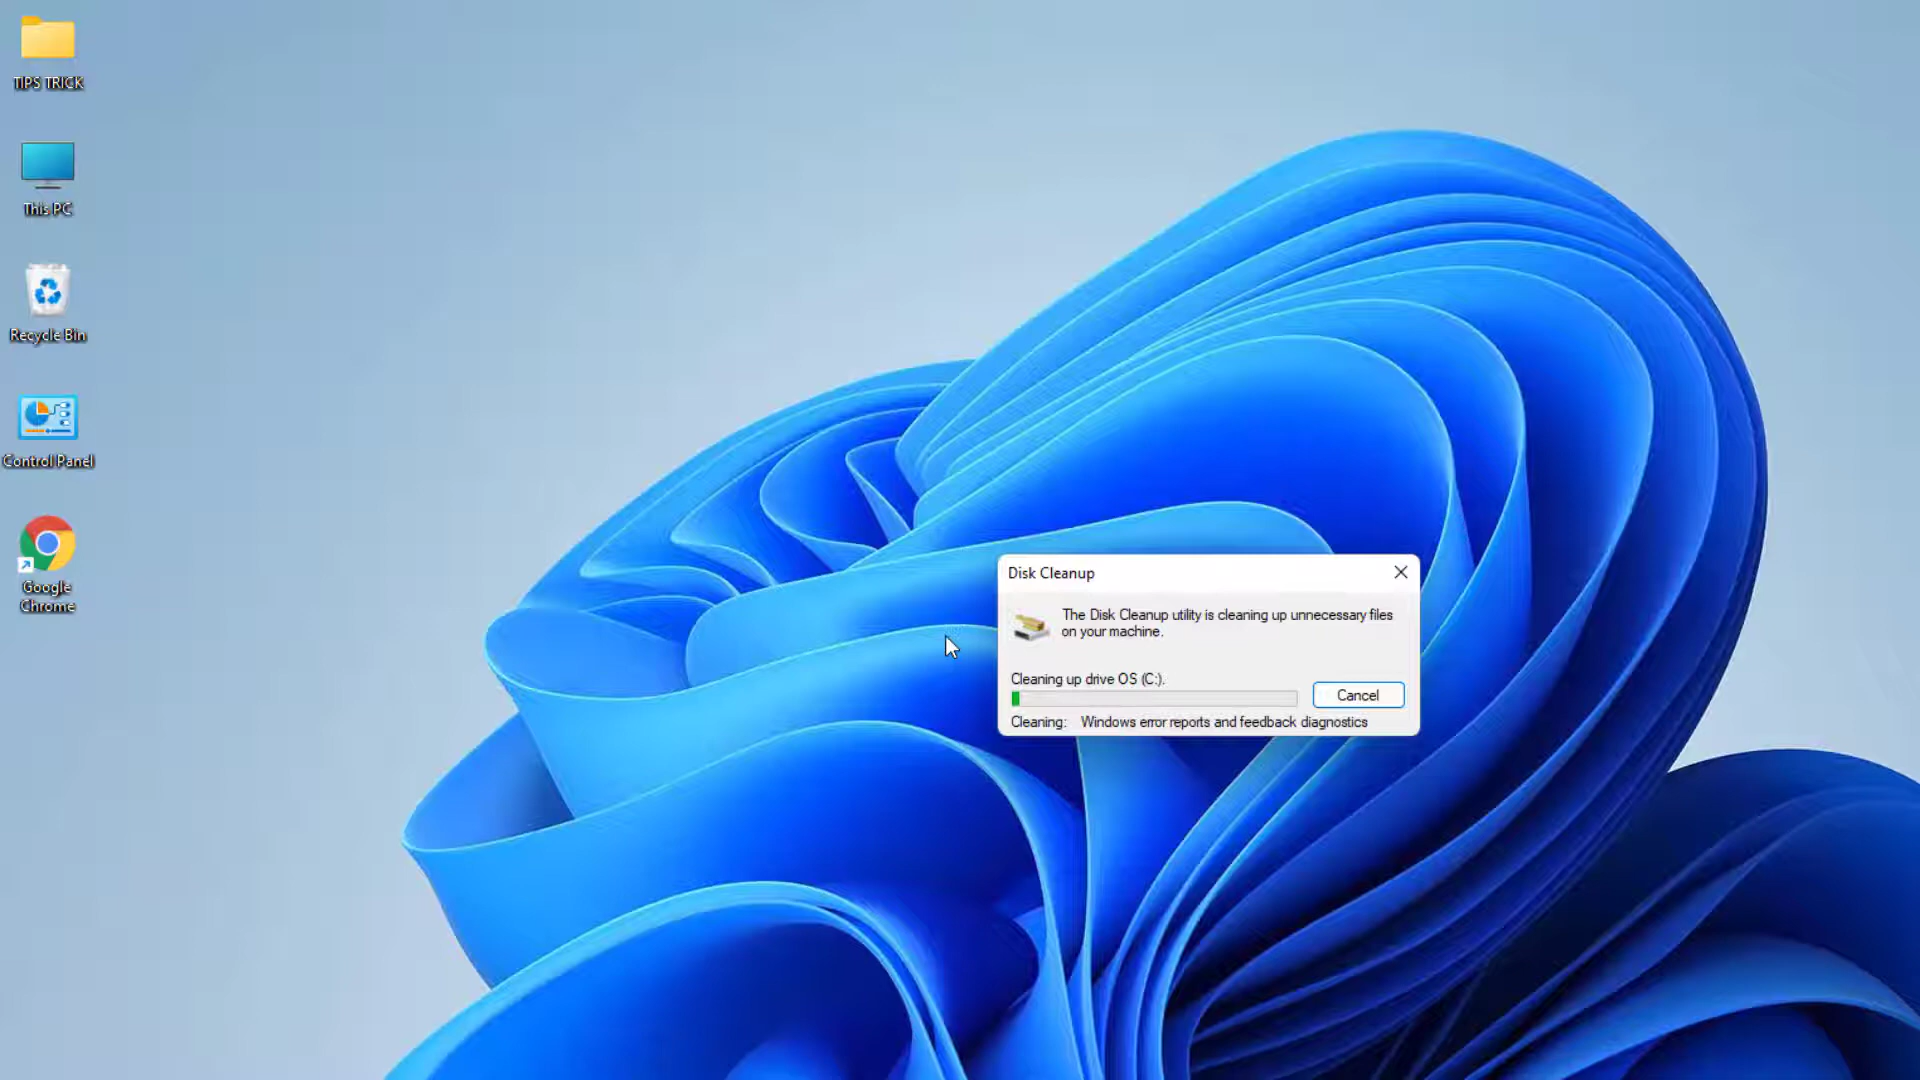 TIPS TRICK
This PC
Recycle Bin
Control Panel
Google
Chrome
Disk Cleanup
The Disk Cleanup utility is cleaning up unnecessary files
on your machine.
Cleaning up drive OS (C:).
Cancel
Cleaning: Windows error reports and feedback diagnostics